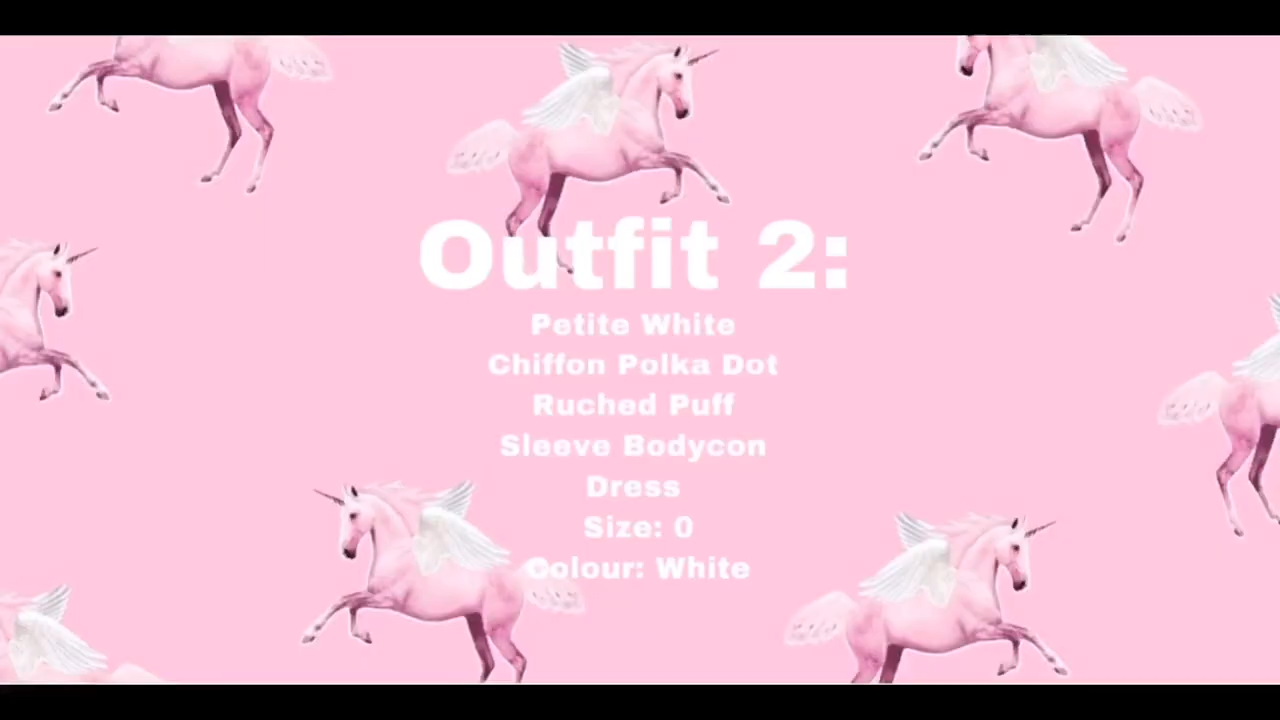 Outfit 2:
Petite White
Chiffon Polka Dot
Ruched Puff
Sleeve Bodycon
Dress
Size: 0
Colour: White